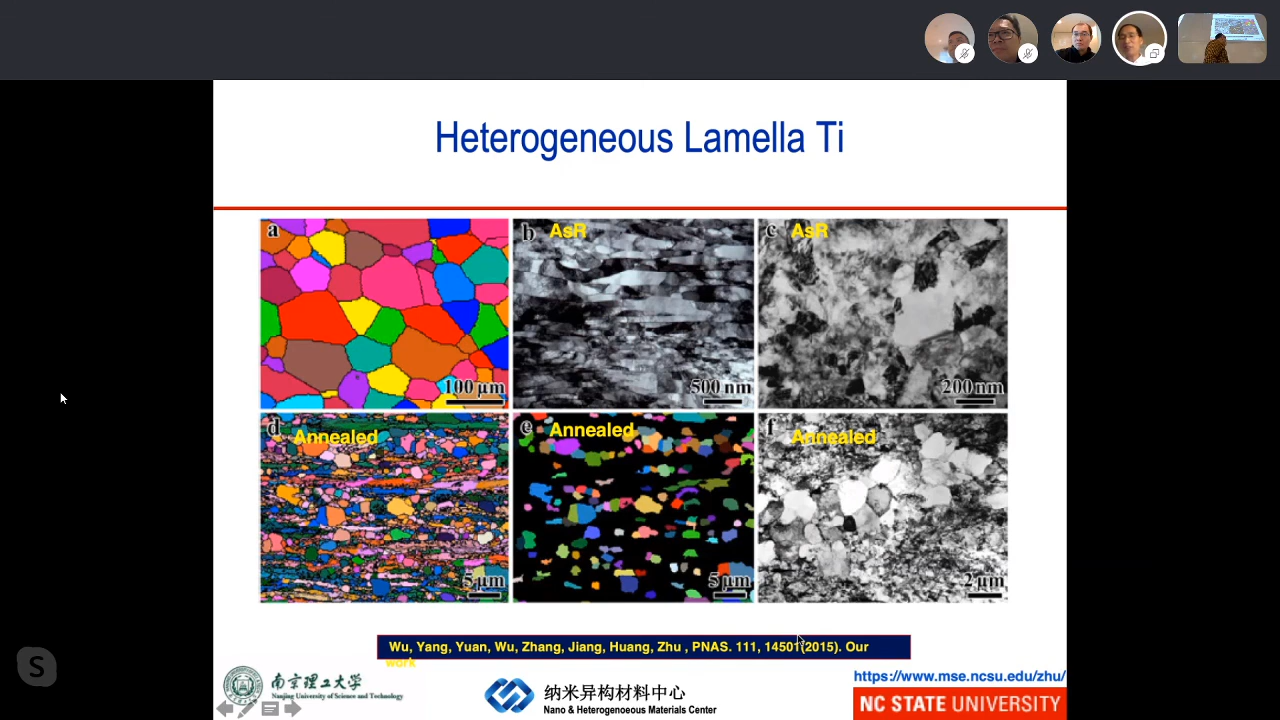 Heterogeneous Lamella Ti
a
b AsR
c AsR
100 µm
500 nm
200 nm
d Annealed
e Annealed
f Annealed
5 µm
5 µm
2 µm
Wu, Yang, Yuan, Wu, Zhang, Jiang, Huang, Zhu , PNAS. 111, 14501(2015). Our
work
南京理工大学
Nanjing University of Science and Technology
纳米异构材料中心
Nano & Heterogenoeous Materials Center
https://www.mse.ncsu.edu/zhu/
NC STATE UNIVERSITY
S